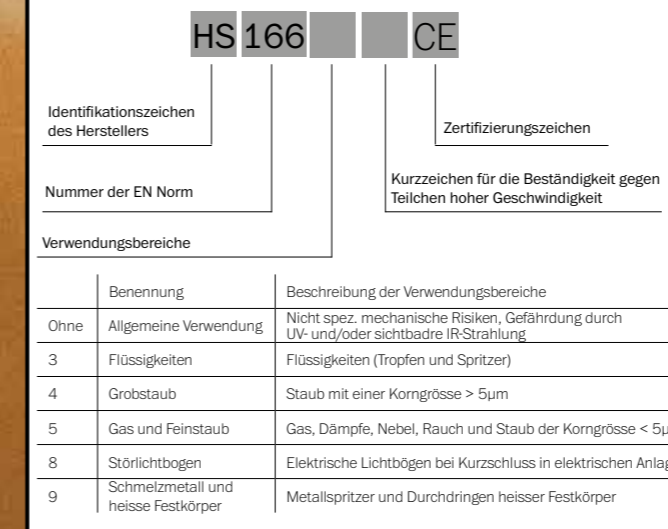 HS 166 CE
Identifikationszeichen
des Herstellers
Zertifizierungszeichen
Nummer der EN Norm
Kurzzeichen für die Beständigkeit gegen
Teilchen hoher Geschwindigkeit
Verwendungsbereiche
Benennung Beschreibung der Verwendungsbereiche
Ohne Allgemeine Verwendung Nicht spez. mechanische Risiken, Gefährdung durch
UV- und/oder sichtbadre IR-Strahlung
3 Flüssigkeiten Flüssigkeiten (Tropfen und Spritzer)
4 Grobstaub Staub mit einer Korngrösse > 5µm
5 Gas und Feinstaub Gas, Dämpfe, Nebel, Rauch und Staub der Korngrösse < 5µ
8 Störlichtbogen Elektrische Lichtbögen bei Kurzschluss in elektrischen Anlag
9 Schmelzmetall und
heisse Festkörper Metallspritzer und Durchdringen heisser Festkörper